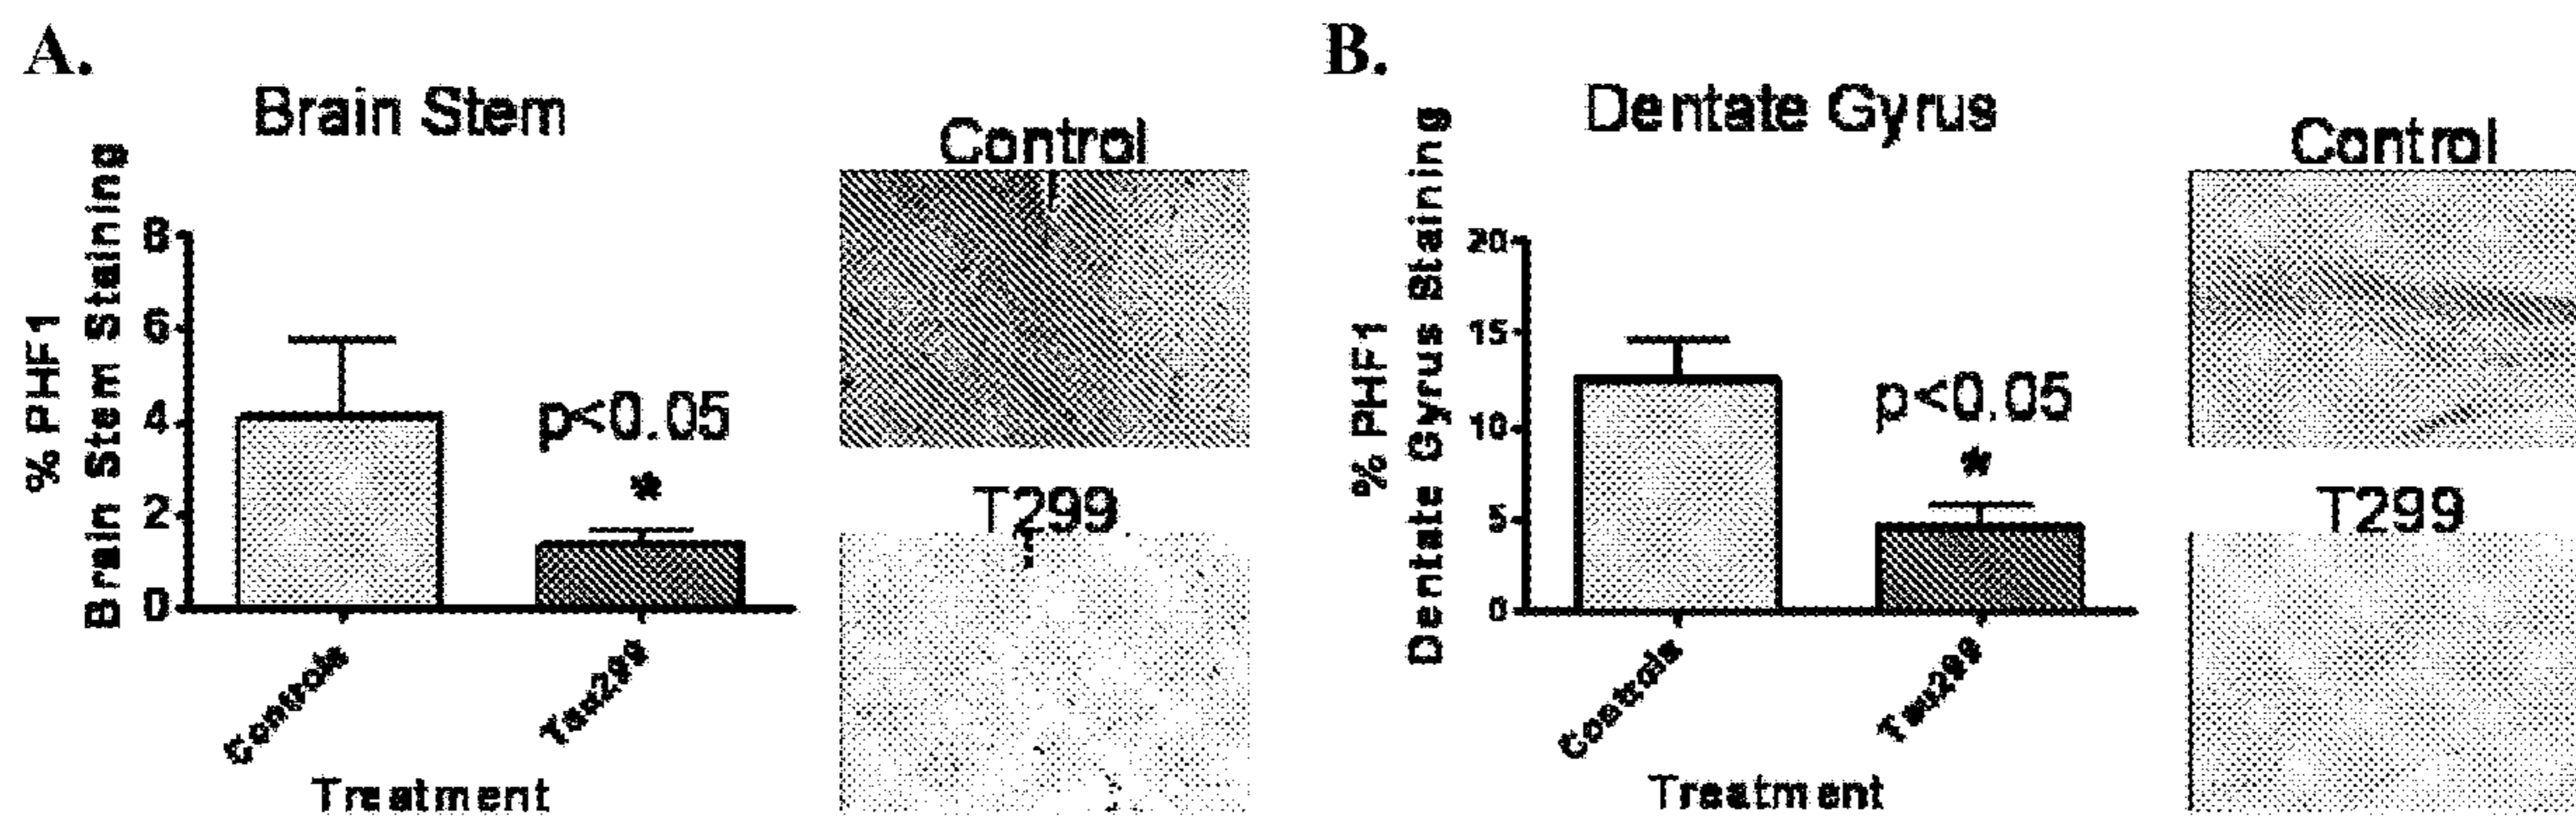 A.
Brain Stem
% PHF1
Brain Stem Staining
8
6
4
2
0
p<0.05
*
Controls
Tau299
Treatment
Control
T299
B.
Dentate Gyrus
% PHF1
Dentate Gyrus Staining
20
15
10
5
0
p<0.05
*
Controls
Tau299
Treatment
Control
T299